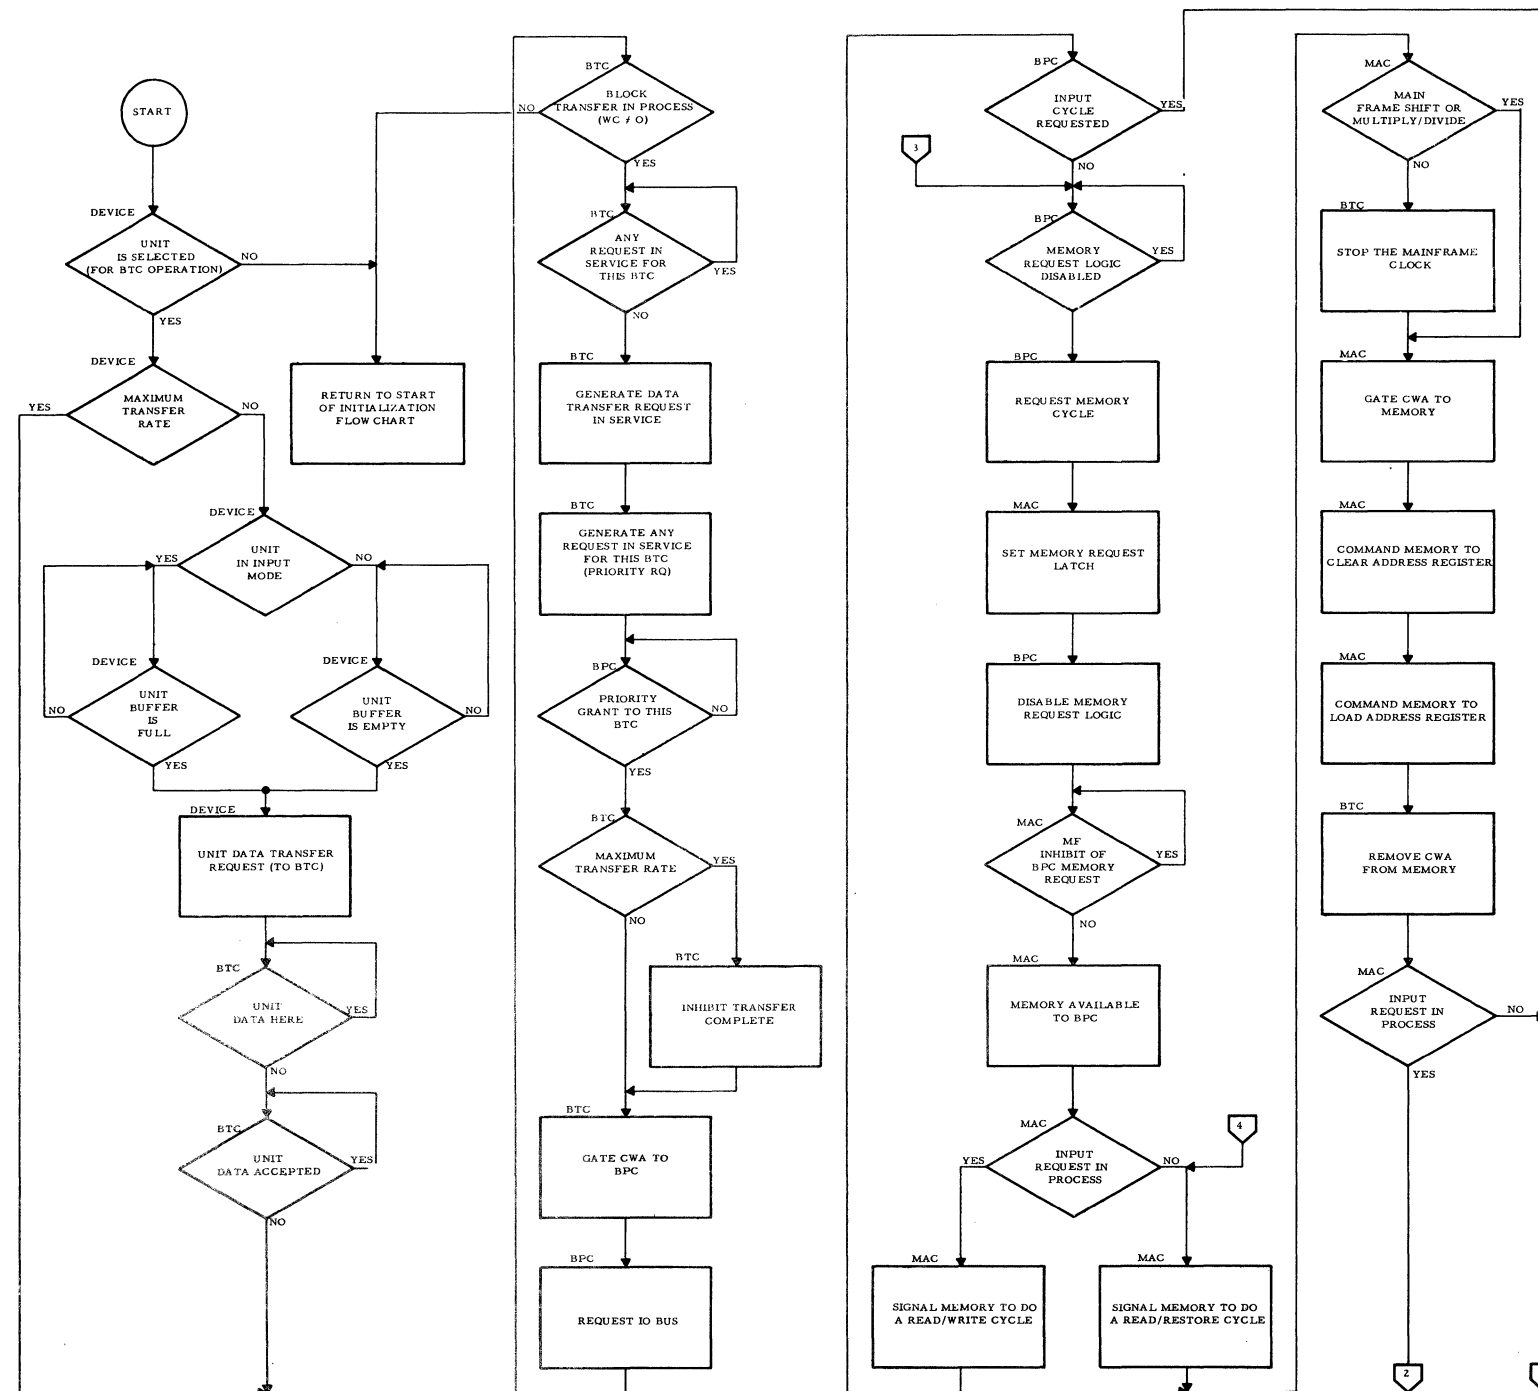 START
DEVICE
UNIT
IS SELECTED
(FOR BTC OPERATION)
NO
YES
DEVICE
MAXIMUM
TRANSFER
RATE
YES
NO
RETURN TO START
OF INITIALIZATION
FLOW CHART
DEVICE
UNIT
IN INPUT
MODE
YES
NO
DEVICE
UNIT
BUFFER
IS
FULL
NO
YES
DEVICE
UNIT
BUFFER
IS EMPTY
NO
YES
DEVICE
UNIT DATA TRANSFER
REQUEST (TO BTC)
BTC
UNIT
DATA HERE
YES
NO
BTC
UNIT
DATA ACCEPTED
YES
NO
BTC
BLOCK
TRANSFER IN PROCESS
(WC ≠ O)
NO
YES
BTC
ANY
REQUEST IN
SERVICE FOR
THIS BTC
YES
NO
BTC
GENERATE DATA
TRANSFER REQUEST
IN SERVICE
BTC
GENERATE ANY
REQUEST IN SERVICE
FOR THIS BTC
(PRIORITY RQ)
BPC
PRIORITY
GRANT TO THIS
BTC
NO
YES
BTC
MAXIMUM
TRANSFER RATE
YES
NO
BTC
INHIBIT TRANSFER
COMPLETE
BTC
GATE CWA TO
BPC
BPC
REQUEST IO BUS
BPC
INPUT
CYCLE
REQUESTED
YES
NO
3
BPC
MEMORY
REQUEST LOGIC
DISABLED
YES
BPC
REQUEST MEMORY
CYCLE
MAC
SET MEMORY REQUEST
LATCH
BPC
DISABLE MEMORY
REQUEST LOGIC
MAC
MF
INHIBIT OF
BPC MEMORY
REQUEST
YES
NO
MAC
MEMORY AVAILABLE
TO BPC
MAC
INPUT
REQUEST IN
PROCESS
YES
NO
4
MAC
SIGNAL MEMORY TO DO
A READ/WRITE CYCLE
MAC
SIGNAL MEMORY TO DO
A READ/RESTORE CYCLE
MAC
MAIN
FRAME SHIFT OR
MULTIPLY/DIVIDE
YES
NO
BTC
STOP THE MAINFRAME
CLOCK
MAC
GATE CWA TO
MEMORY
MAC
COMMAND MEMORY TO
CLEAR ADDRESS REGISTER
MAC
COMMAND MEMORY TO
LOAD ADDRESS REGISTER
BTC
REMOVE CWA
FROM MEMORY
MAC
INPUT
REQUEST IN
PROCESS
NO
YES
2